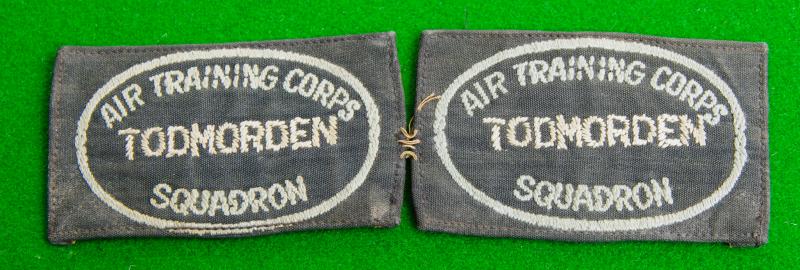 AIR TRAINING CORPS
TODMORDEN
SQUADRON
AIR TRAINING CORPS
TODMORDEN
SQUADRON